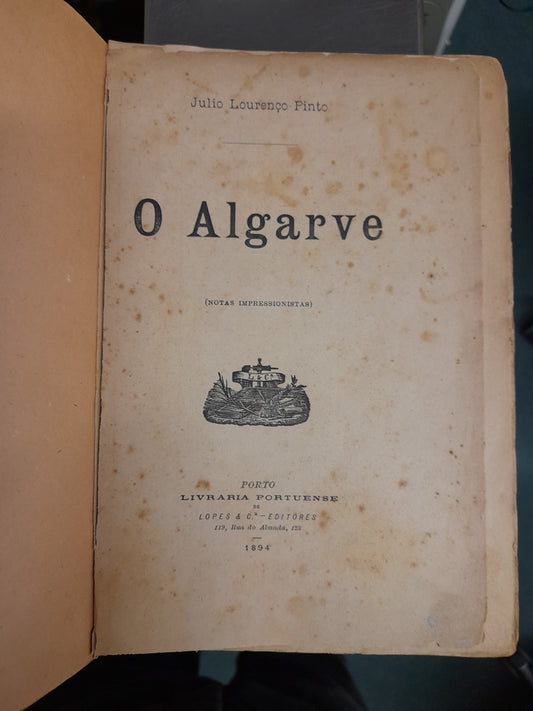 Julio Lourenço Pinto
O Algarve
(NOTAS IMPRESSIONISTAS)
PORTO
LIVRARIA PORTUENSE
DE
LOPES & C.ª – EDITORES
119, Rua do Almada, 123
1894